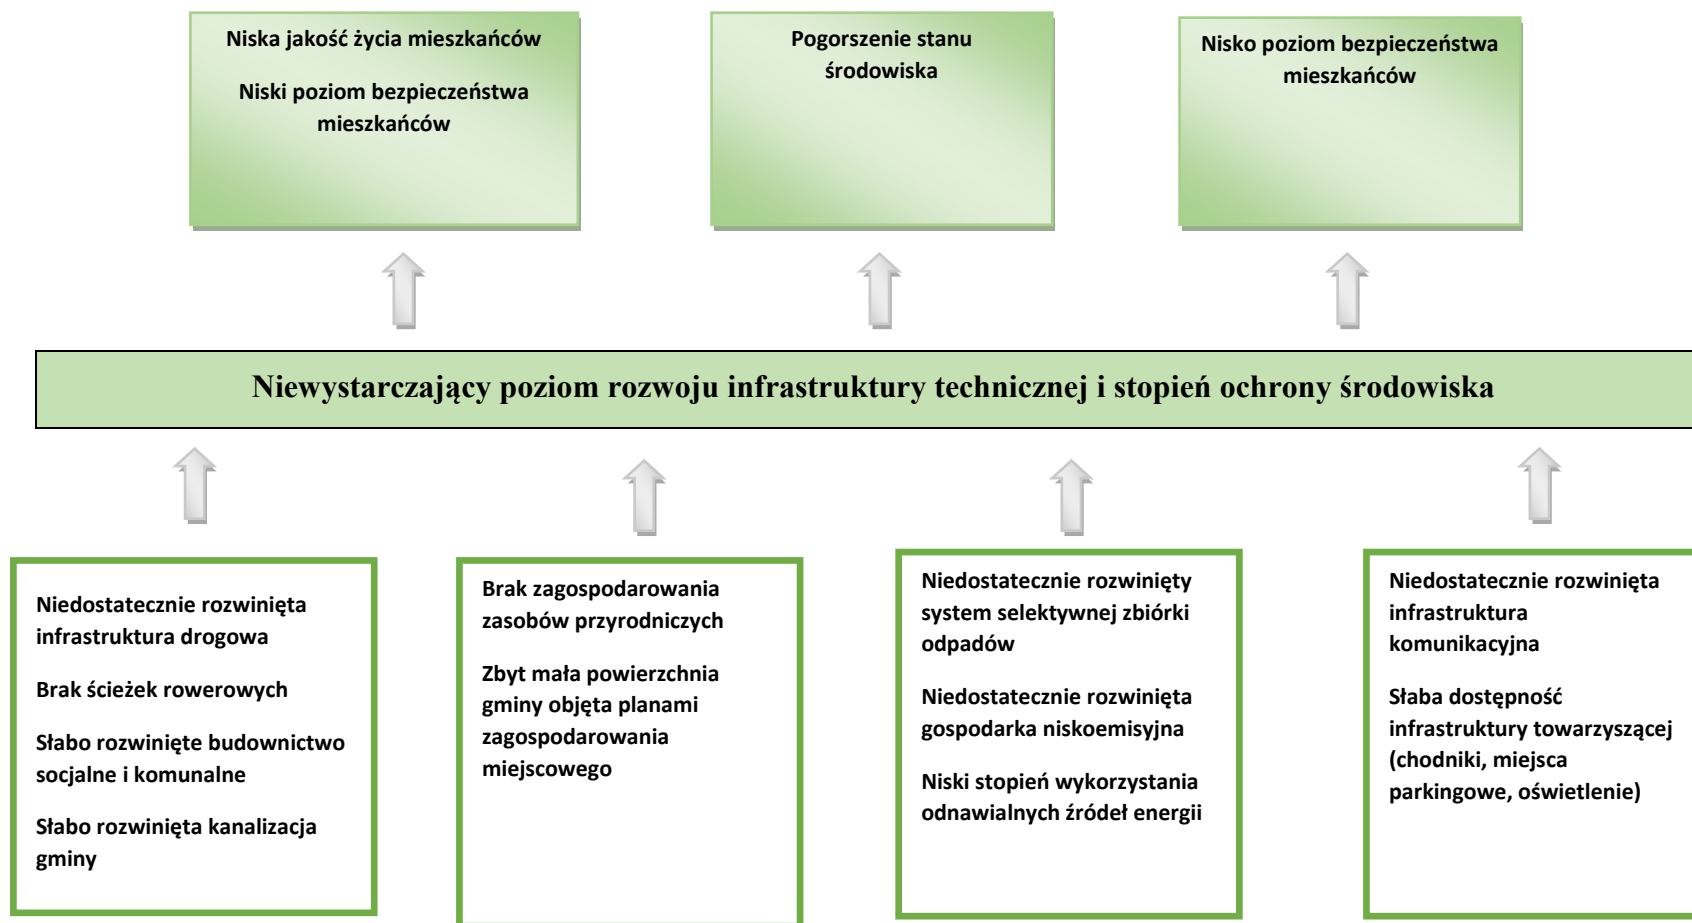 Niska jakość życia mieszkańców
Niski poziom bezpieczeństwa
mieszkańców
Pogorszenie stanu
środowiska
Nisko poziom bezpieczeństwa
mieszkańców
Niewystarczający poziom rozwoju infrastruktury technicznej i stopień ochrony środowiska
Niedostatecznie rozwinięta
infrastruktura drogowa
Brak ścieżek rowerowych
Słabo rozwinięte budownictwo
socjalne i komunalne
Słabo rozwinięta kanalizacja
gminy
Brak zagospodarowania
zasobów przyrodniczych
Zbyt mała powierzchnia
gminy objęta planami
zagospodarowania
miejscowego
Niedostatecznie rozwinięty
system selektywnej zbiórki
odpadów
Niedostatecznie rozwinięta
gospodarka niskoemisyjna
Niski stopień wykorzystania
odnawialnych źródeł energii
Niedostatecznie rozwinięta
infrastruktura
komunikacyjna
Słaba dostępność
infrastruktury towarzyszącej
(chodniki, miejsca
parkingowe, oświetlenie)